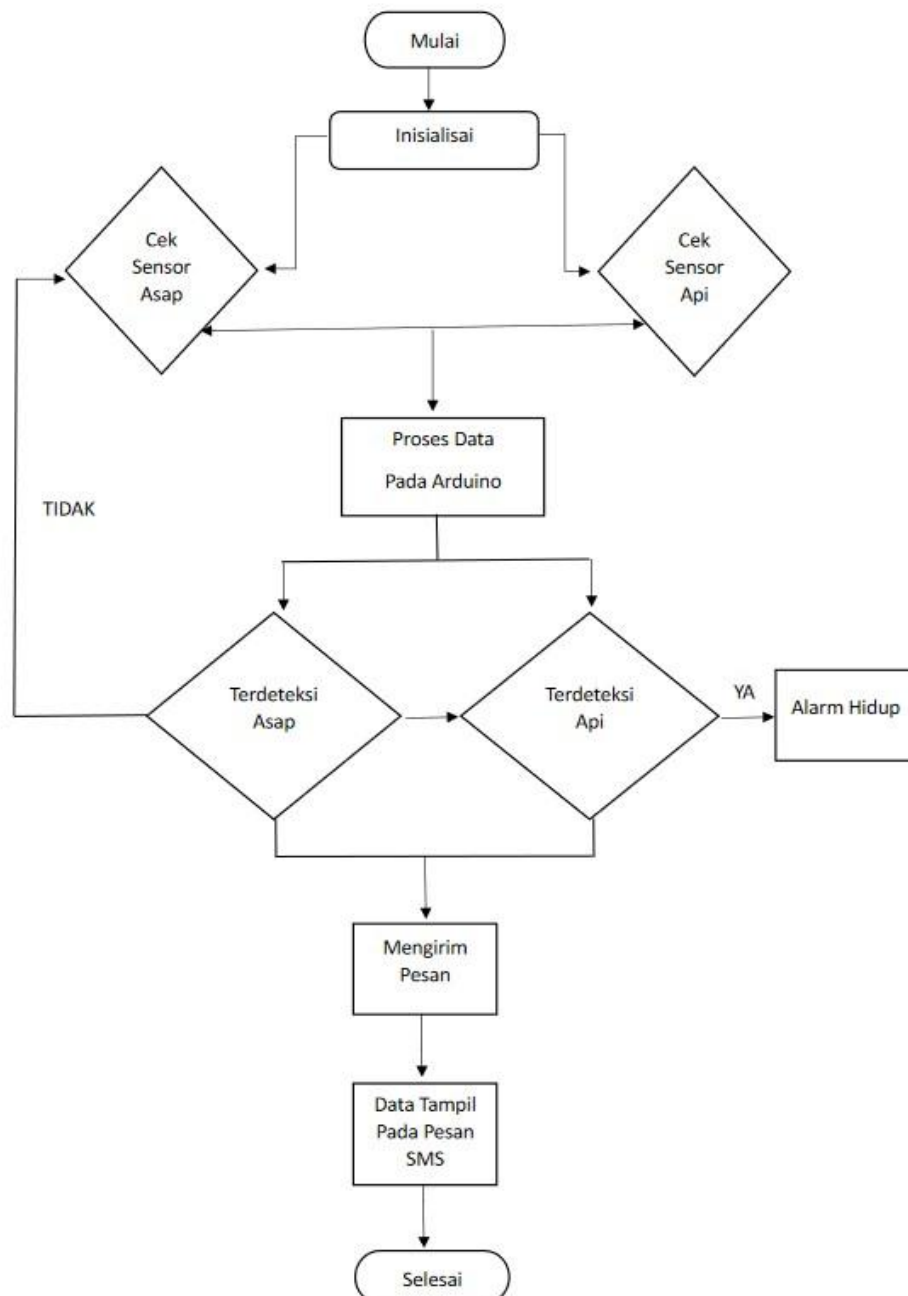 Mulai
Inisialisai
Cek
Sensor
Asap
Cek
Sensor
Api
Proses Data
Pada Arduino
TIDAK
Terdeteksi
Asap
Terdeteksi
Api
YA
Alarm Hidup
Mengirim
Pesan
Data Tampil
Pada Pesan
SMS
Selesai